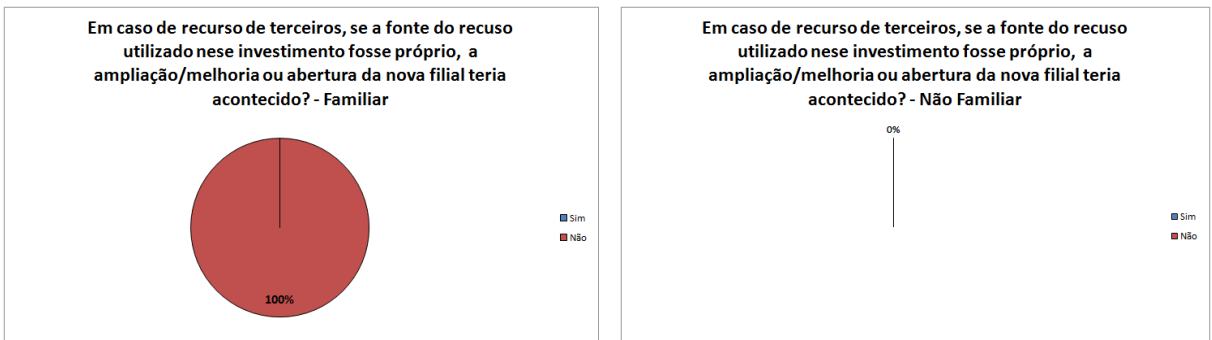 Em caso de recurso de terceiros, se a fonte do recuso
utilizado nese investimento fosse próprio, a
ampliação/melhoria ou abertura da nova filial teria
acontecido? - Familiar
100%
Sim
Não
Em caso de recurso de terceiros, se a fonte do recuso
utilizado nese investimento fosse próprio, a
ampliação/melhoria ou abertura da nova filial teria
acontecido? - Não Familiar
0%
Sim
Não